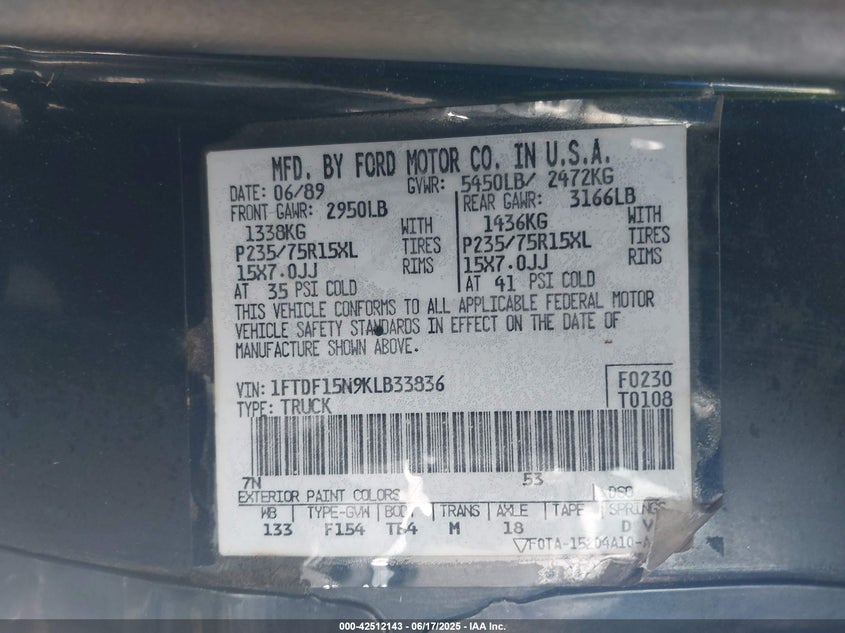 MFD. BY FORD MOTOR CO. IN U.S.A.
DATE: 06/89 GVWR: 5450LB/ 2472KG
FRONT GAWR: 2950LB REAR GAWR: 3166LB
1338KG WITH 1436KG WITH
P235/75R15XL TIRES P235/75R15XL TIRES
15X7.0JJ RIMS 15X7.0JJ RIMS
AT 35 PSI COLD AT 41 PSI COLD
THIS VEHICLE CONFORMS TO ALL APPLICABLE FEDERAL MOTOR
VEHICLE SAFETY STANDARDS IN EFFECT ON THE DATE OF
MANUFACTURE SHOWN ABOVE.
VIN: 1FTDF15N9KLB33836 F0230
TYPE: TRUCK T0108
7N 53
EXTERIOR PAINT COLORS DSO
WB TYPE-GVW BODY TRANS AXLE TAPE SPRINGS
133 F154 M 18 D V
000-42512143 - 06/17/2025 - IAA Inc.